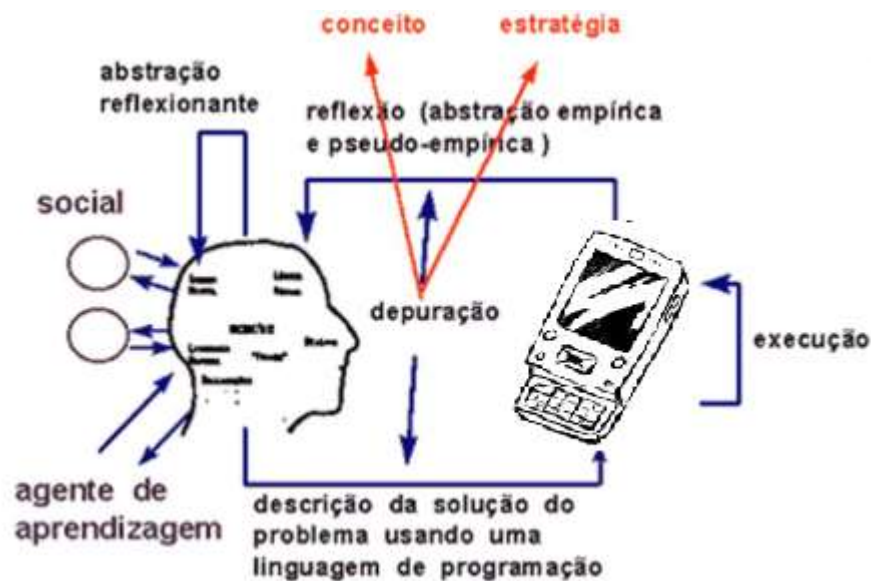 conceito
estratégia
abstração
reflexionante
reflexão (abstração empírica
e pseudo-empírica )
social
depuração
execução
agente de
aprendizagem
descrição da solução do
problema usando uma
linguagem de programação